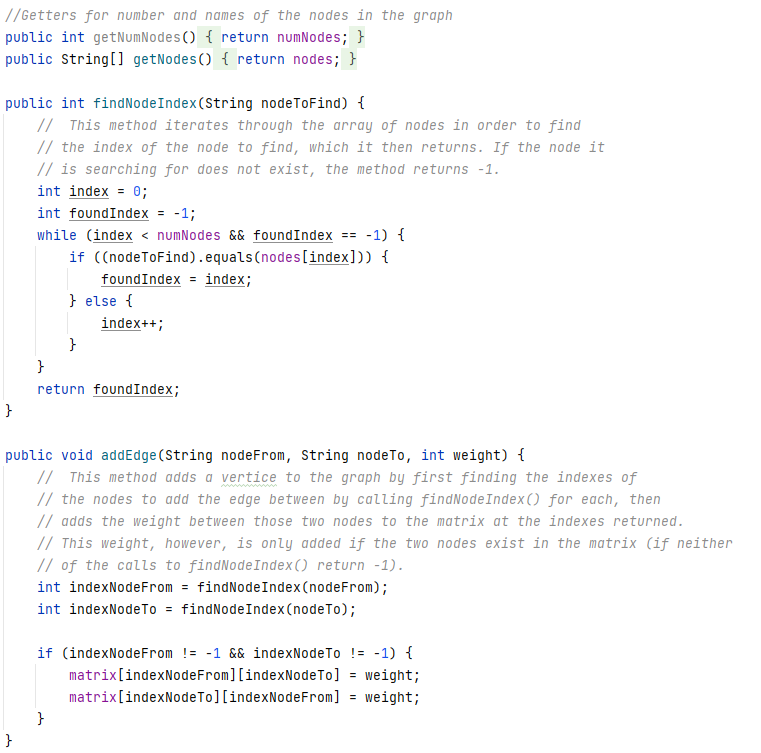 //Getters for number and names of the nodes in the graph
public int getNumNodes() { return numNodes; }
public String[] getNodes() { return nodes; }

public int findNodeIndex(String nodeToFind) {
    //  This method iterates through the array of nodes in order to find
    // the index of the node to find, which it then returns. If the node it
    // is searching for does not exist, the method returns -1.
    int index = 0;
    int foundIndex = -1;
    while (index < numNodes && foundIndex == -1) {
        if ((nodeToFind).equals(nodes[index])) {
            foundIndex = index;
        } else {
            index++;
        }
    }
    return foundIndex;
}

public void addEdge(String nodeFrom, String nodeTo, int weight) {
    //  This method adds a vertice to the graph by first finding the indexes of
    // the nodes to add the edge between by calling findNodeIndex() for each, then
    // adds the weight between those two nodes to the matrix at the indexes returned.
    // This weight, however, is only added if the two nodes exist in the matrix (if neither
    // of the calls to findNodeIndex() return -1).
    int indexNodeFrom = findNodeIndex(nodeFrom);
    int indexNodeTo = findNodeIndex(nodeTo);

    if (indexNodeFrom != -1 && indexNodeTo != -1) {
        matrix[indexNodeFrom][indexNodeTo] = weight;
        matrix[indexNodeTo][indexNodeFrom] = weight;
    }
}